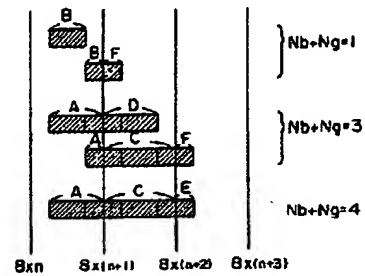 B
B F
Nb+Ng=1
A D
A C F
Nb+Ng=3
A C E
Nb+Ng=4
8xn 8x(n+1) 8x(n+2) 8x(n+3)